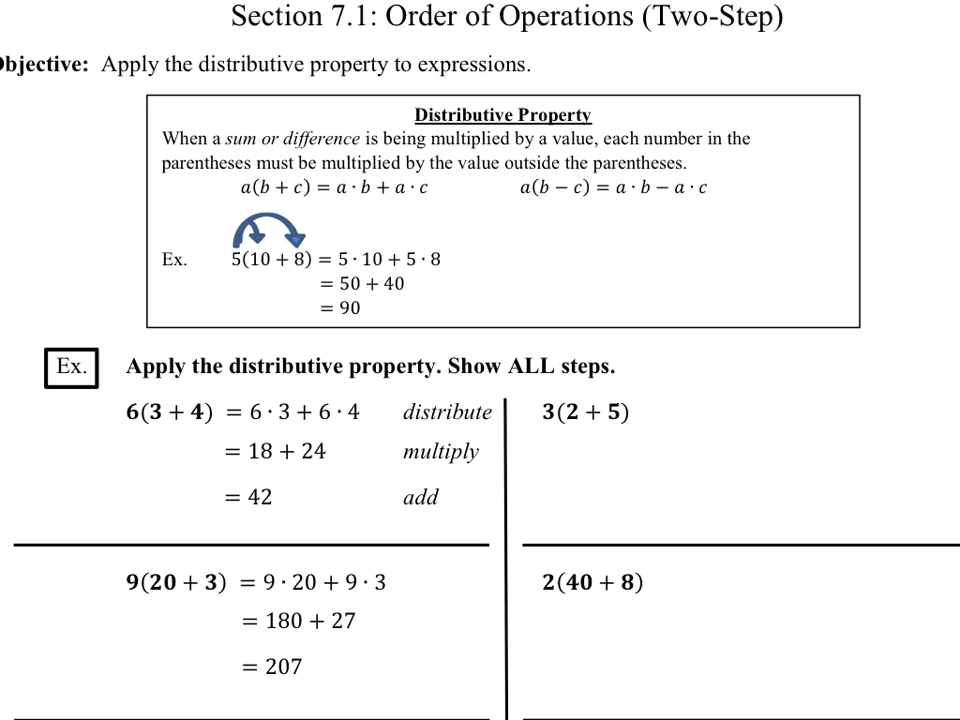 Section 7.1: Order of Operations (Two-Step)
Objective: Apply the distributive property to expressions.
Distributive Property
When a sum or difference is being multiplied by a value, each number in the
parentheses must be multiplied by the value outside the parentheses.
a(b + c) = a · b + a · c
a(b − c) = a · b − a · c
Ex. 5(10 + 8) = 5 · 10 + 5 · 8
= 50 + 40
= 90
Ex. Apply the distributive property. Show ALL steps.
6(3 + 4) = 6 · 3 + 6 · 4 distribute
= 18 + 24 multiply
= 42 add
3(2 + 5)
9(20 + 3) = 9 · 20 + 9 · 3
= 180 + 27
= 207
2(40 + 8)